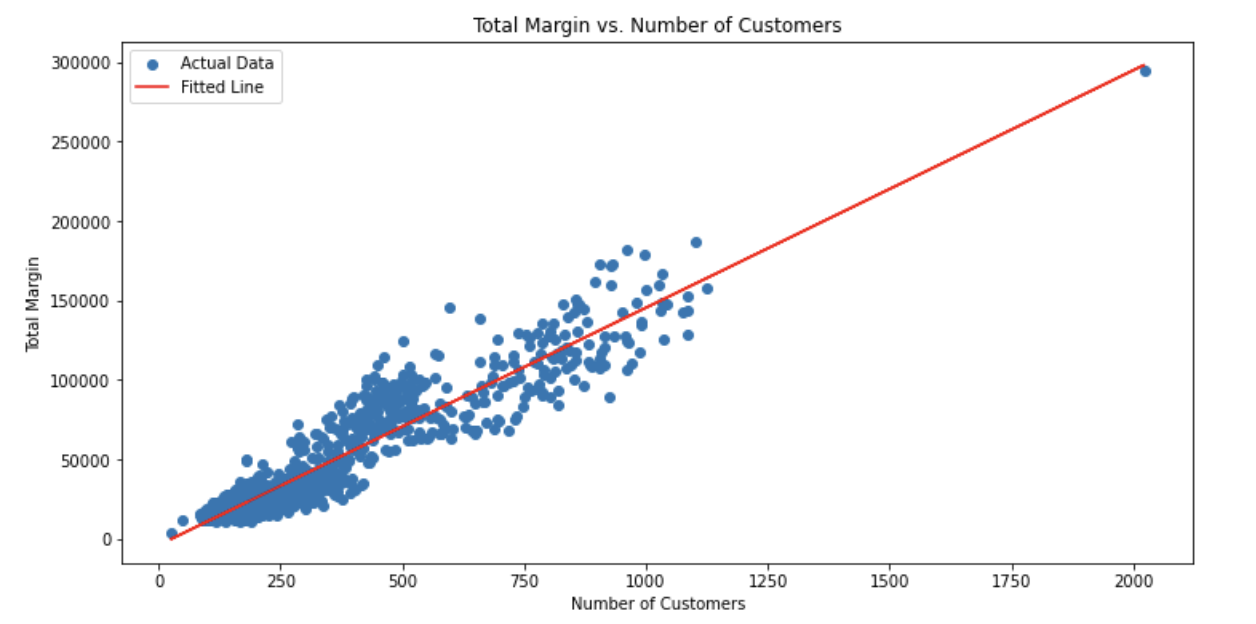 Total Margin vs. Number of Customers
Actual Data
Fitted Line
300000
250000
200000
150000
100000
50000
0
Total Margin
0 250 500 750 1000 1250 1500 1750 2000
Number of Customers